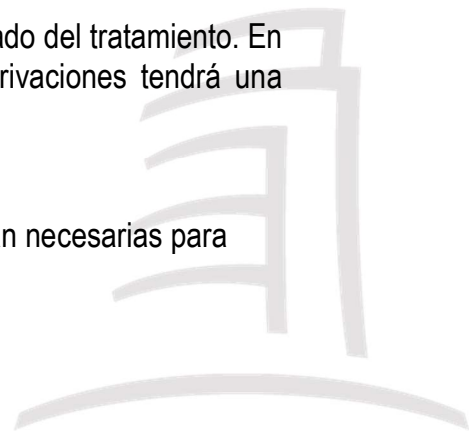 ado del tratamiento. En
rivaciones tendrá una
n necesarias para